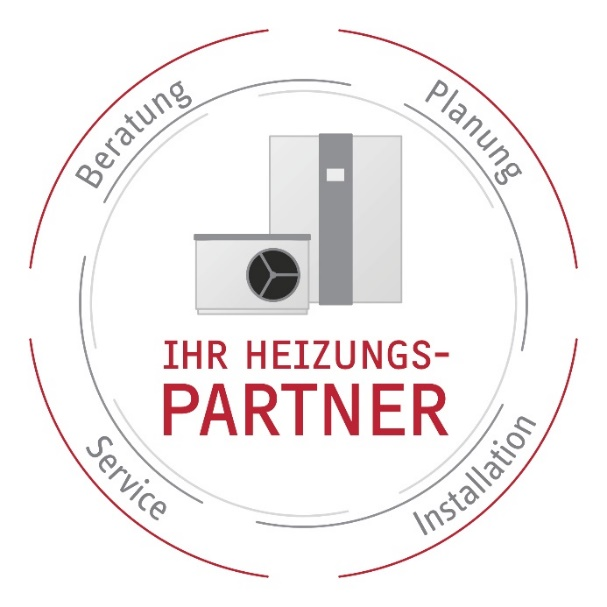 Beratung
Planung
IHR HEIZUNGS-
PARTNER
Service
Installation